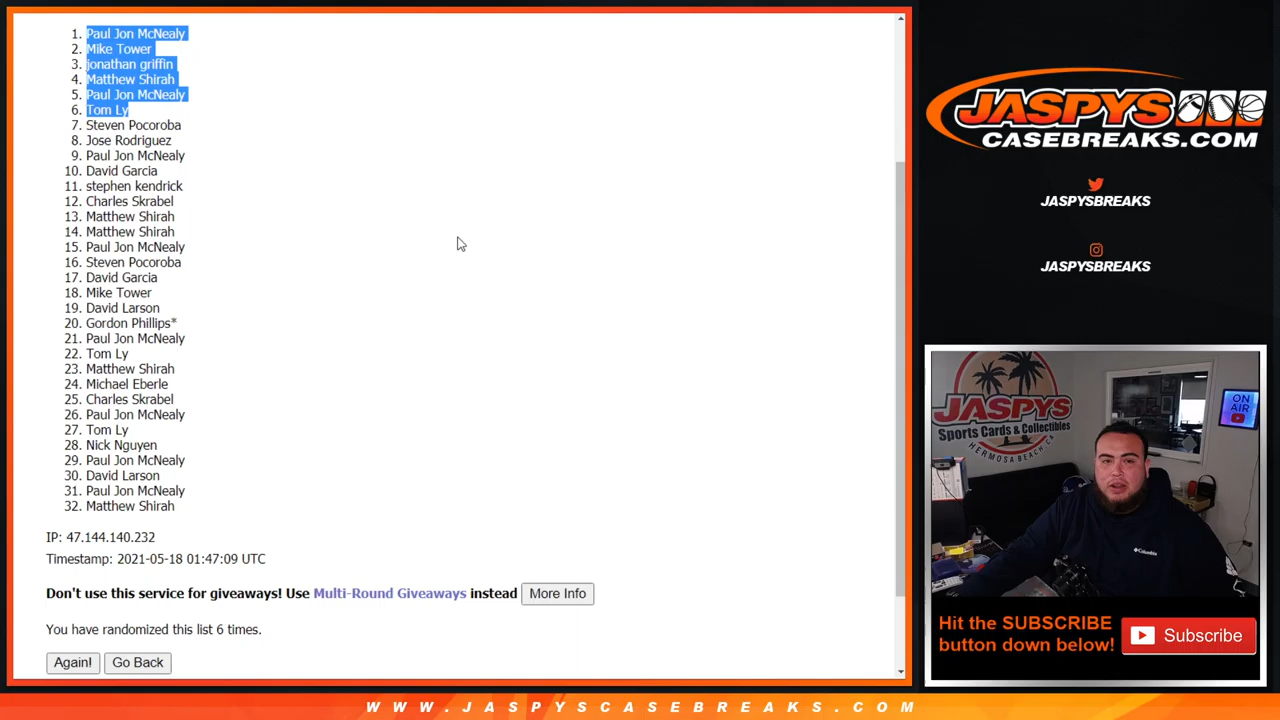 1. Paul Jon McNealy
2. Mike Tower
3. jonathan griffin
4. Matthew Shirah
5. Paul Jon McNealy
6. Tom Ly
7. Steven Pocoroba
8. Jose Rodriguez
9. Paul Jon McNealy
10. David Garcia
11. stephen kendrick
12. Charles Skrabel
13. Matthew Shirah
14. Matthew Shirah
15. Paul Jon McNealy
16. Steven Pocoroba
17. David Garcia
18. Mike Tower
19. David Larson
20. Gordon Phillips*
21. Paul Jon McNealy
22. Tom Ly
23. Matthew Shirah
24. Michael Eberle
25. Charles Skrabel
26. Paul Jon McNealy
27. Tom Ly
28. Nick Nguyen
29. Paul Jon McNealy
30. David Larson
31. Paul Jon McNealy
32. Matthew Shirah
IP: 47.144.140.232
Timestamp: 2021-05-18 01:47:09 UTC
Don't use this service for giveaways! Use Multi-Round Giveaways instead More Info
You have randomized this list 6 times.
Again! Go Back
JASPYS
CASEBREAKS.COM
JASPYSBREAKS
JASPYSBREAKS
JASPYS
Sports Cards & Collectibles
HERMOSA BEACH, CA
ON
AIR
Columbia
Hit the SUBSCRIBE
button down below!
Subscribe
WWW.JASPYSCASEBREAKS.COM